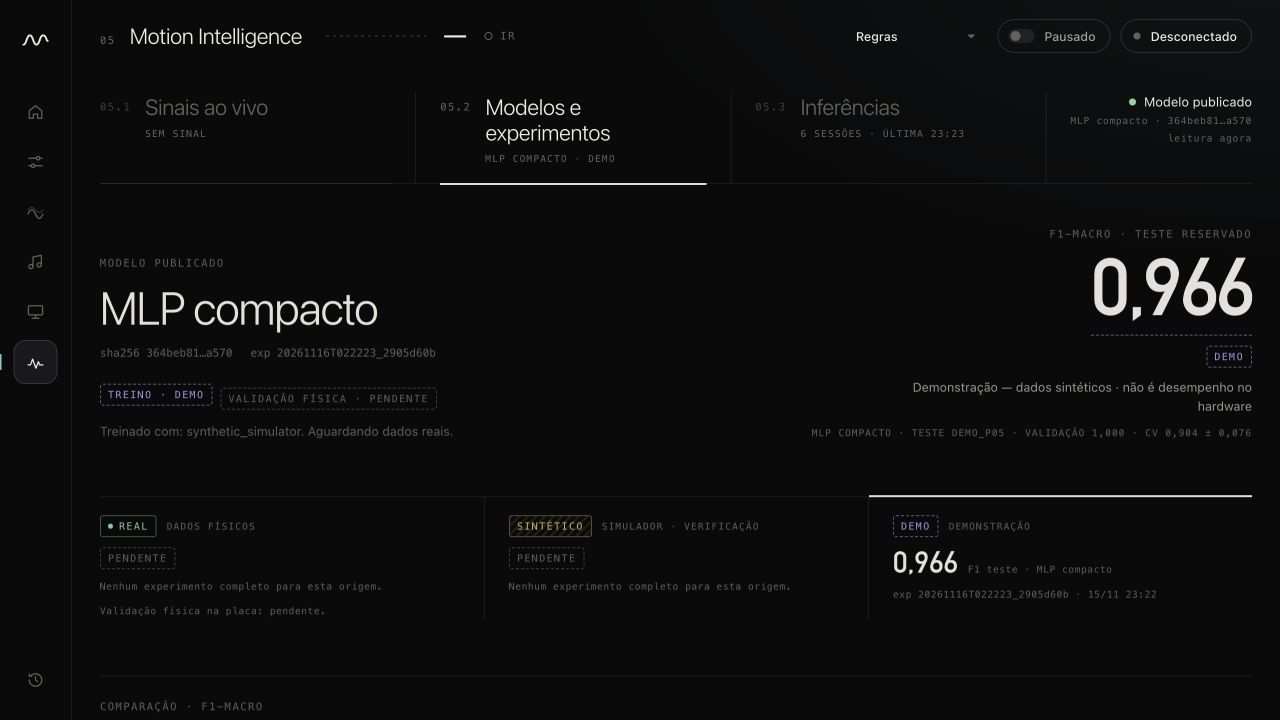 05 Motion Intelligence IR Regras Pausado Desconectado
05.1 Sinais ao vivo
SEM SINAL
05.2 Modelos e
experimentos
MLP COMPACTO · DEMO
05.3 Inferências
6 SESSÕES · ÚLTIMA 23:23
Modelo publicado
MLP compacto · 364beb81…a570
leitura agora
MODELO PUBLICADO
MLP compacto
sha256 364beb81…a570 exp 20261116T022223_2905d60b
TREINO · DEMO VALIDAÇÃO FÍSICA · PENDENTE
Treinado com: synthetic_simulator. Aguardando dados reais.
F1-MACRO · TESTE RESERVADO
0,966
DEMO
Demonstração — dados sintéticos · não é desempenho no
hardware
MLP COMPACTO · TESTE DEMO_P05 · VALIDAÇÃO 1,000 · CV 0,904 ± 0,076
REAL DADOS FÍSICOS
PENDENTE
Nenhum experimento completo para esta origem.
Validação física na placa: pendente.
SINTÉTICO SIMULADOR · VERIFICAÇÃO
PENDENTE
Nenhum experimento completo para esta origem.
DEMO DEMONSTRAÇÃO
0,966 F1 teste · MLP compacto
exp 20261116T022223_2905d60b · 15/11 23:22
COMPARAÇÃO · F1-MACRO